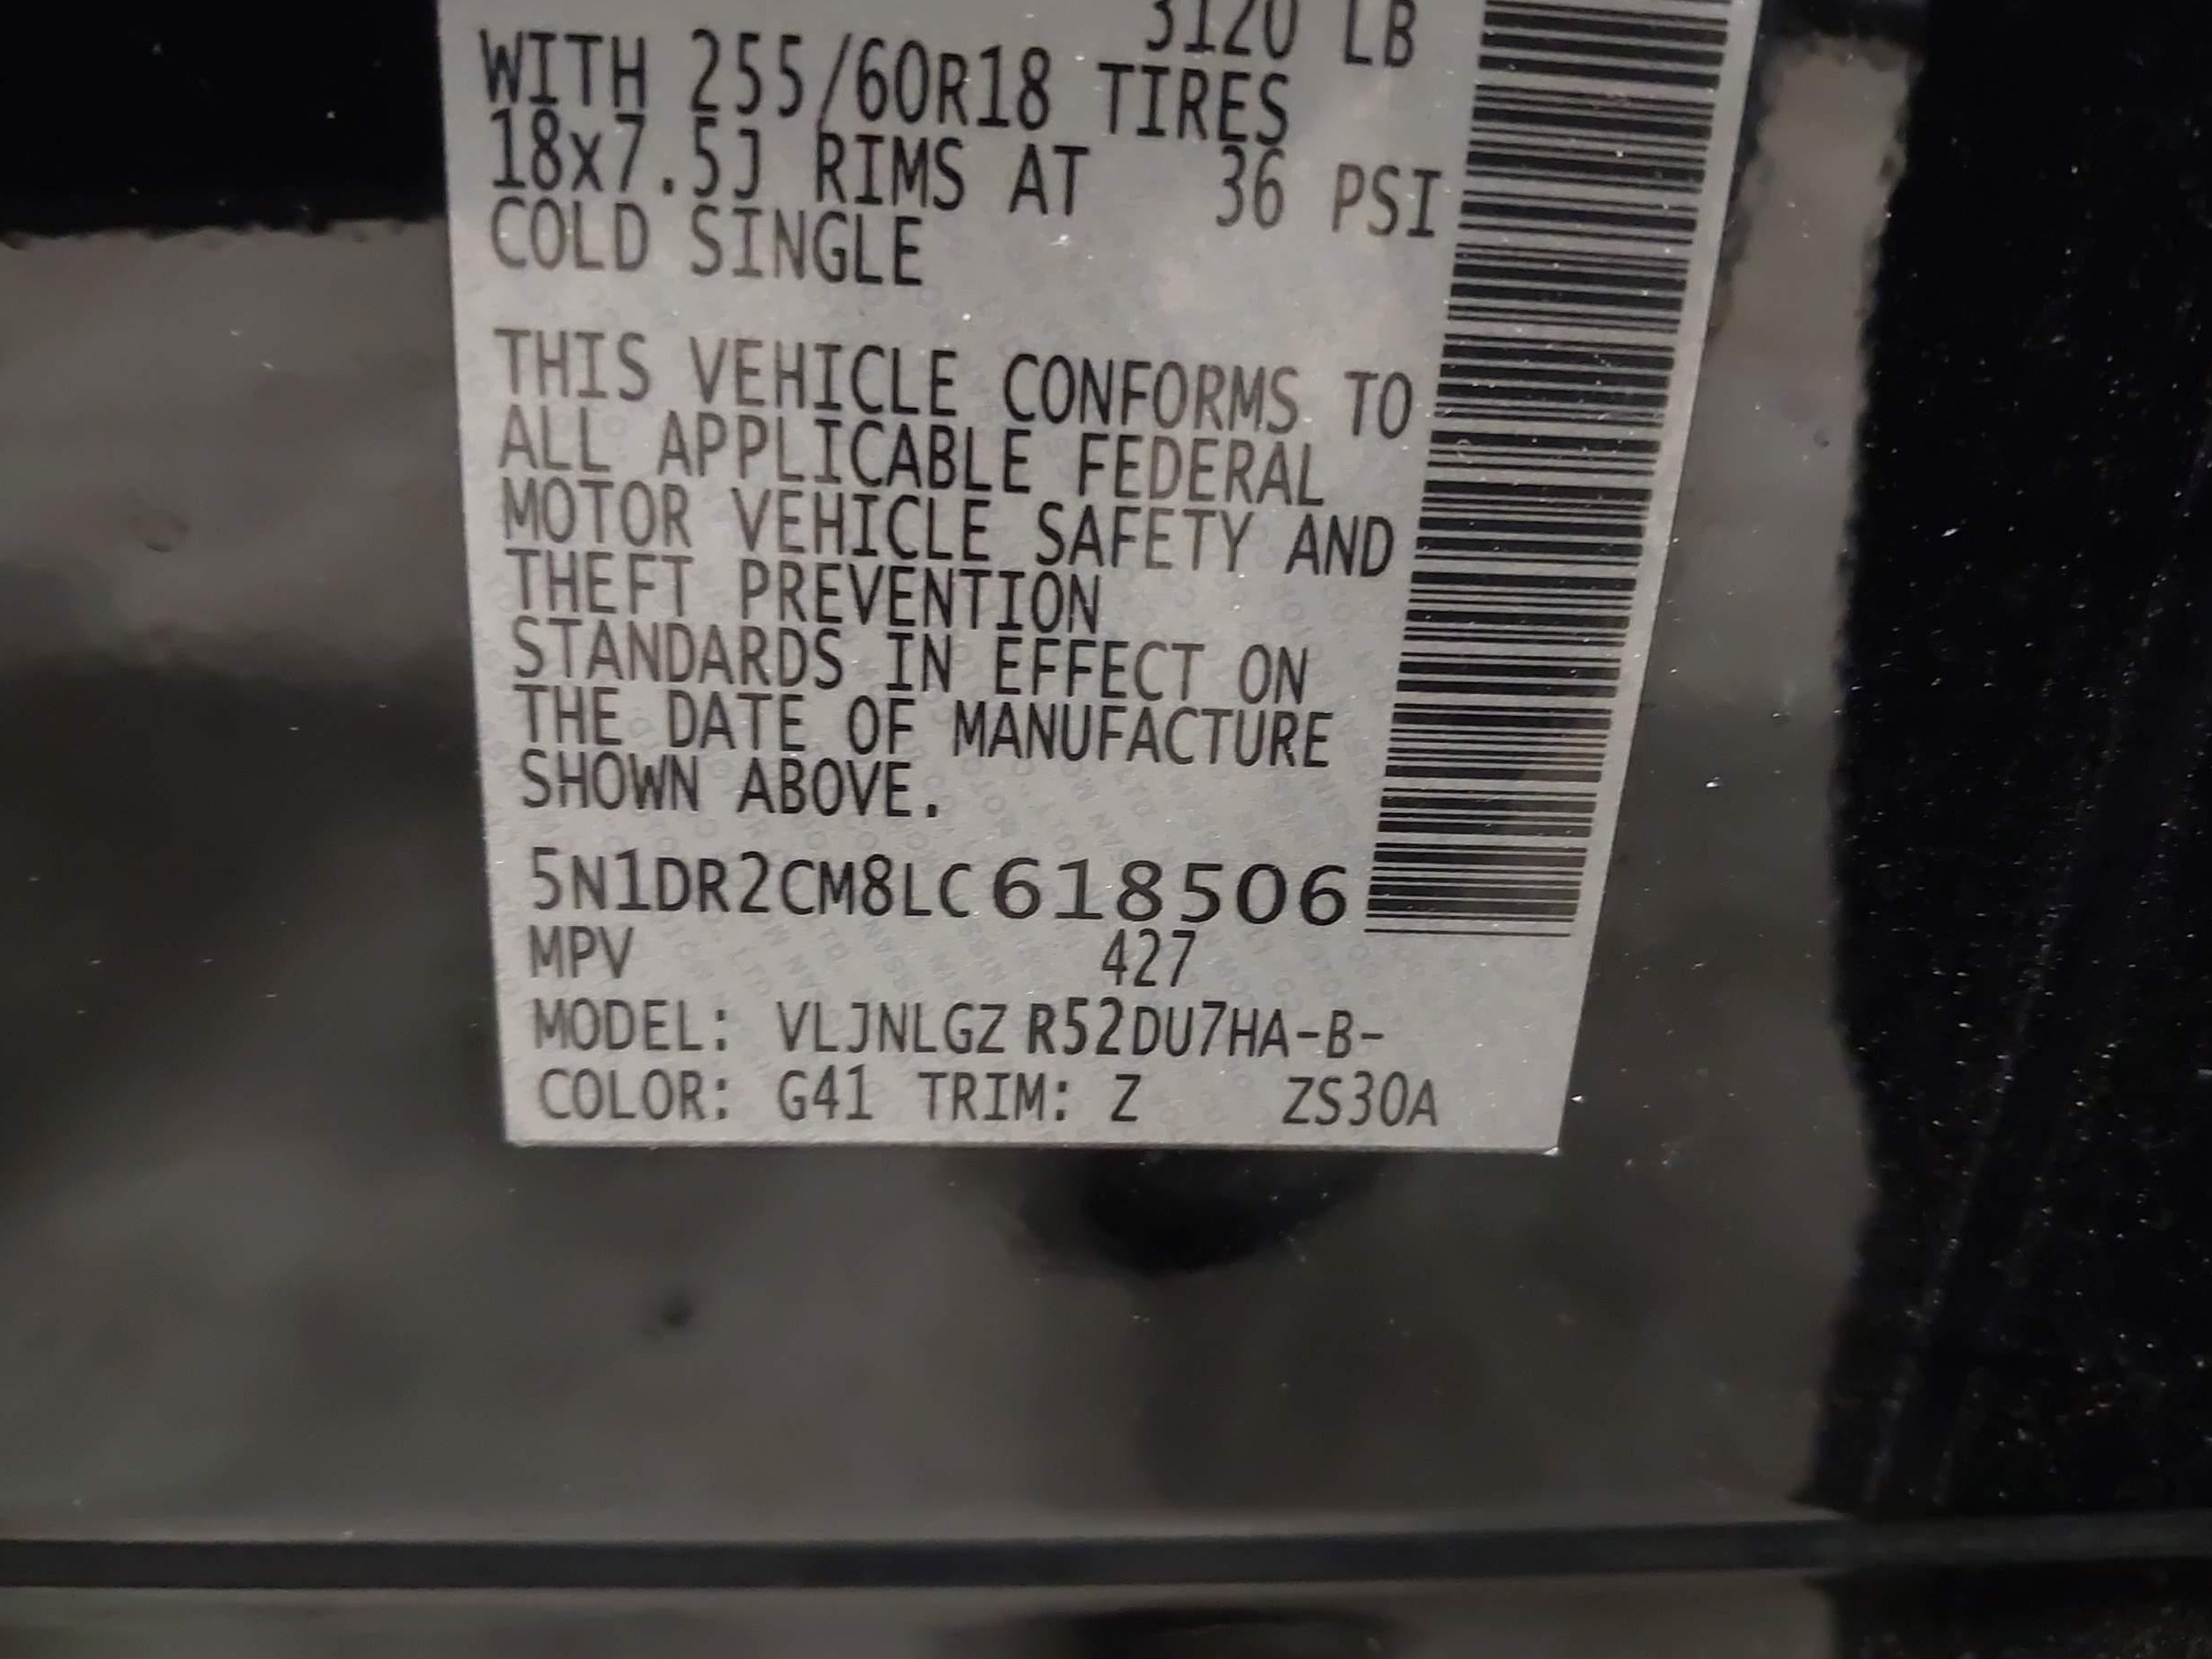 3120 LB
WITH 255/60R18 TIRES
18x7.5J RIMS AT 36 PSI
COLD SINGLE
THIS VEHICLE CONFORMS TO
ALL APPLICABLE FEDERAL
MOTOR VEHICLE SAFETY AND
THEFT PREVENTION
STANDARDS IN EFFECT ON
THE DATE OF MANUFACTURE
SHOWN ABOVE.
5N1DR2CM8LC618506
MPV 427
MODEL: VLJNLGZ R52DU7HA-B-
COLOR: G41 TRIM: Z ZS30A